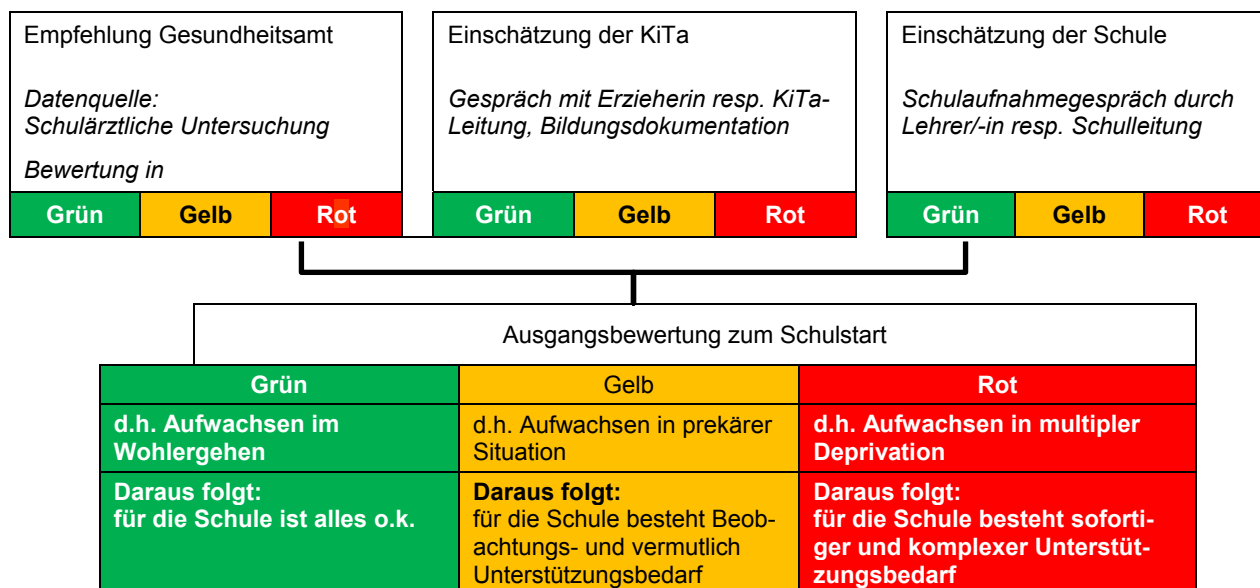 Empfehlung Gesundheitsamt
Datenquelle:
Schulärztliche Untersuchung
Bewertung in
Grün Gelb Rot
Einschätzung der KiTa
Gespräch mit Erzieherin resp. KiTa-
Leitung, Bildungsdokumentation
Grün Gelb Rot
Einschätzung der Schule
Schulaufnahmegespräch durch
Lehrer/-in resp. Schulleitung
Grün Gelb Rot
Ausgangsbewertung zum Schulstart
Grün
d.h. Aufwachsen im
Wohlergehen
Daraus folgt:
für die Schule ist alles o.k.
Gelb
d.h. Aufwachsen in prekärer
Situation
Daraus folgt:
für die Schule besteht Beob-
achtungs- und vermutlich
Unterstützungsbedarf
Rot
d.h. Aufwachsen in multipler
Deprivation
Daraus folgt:
für die Schule besteht soforti-
ger und komplexer Unterstüt-
zungsbedarf